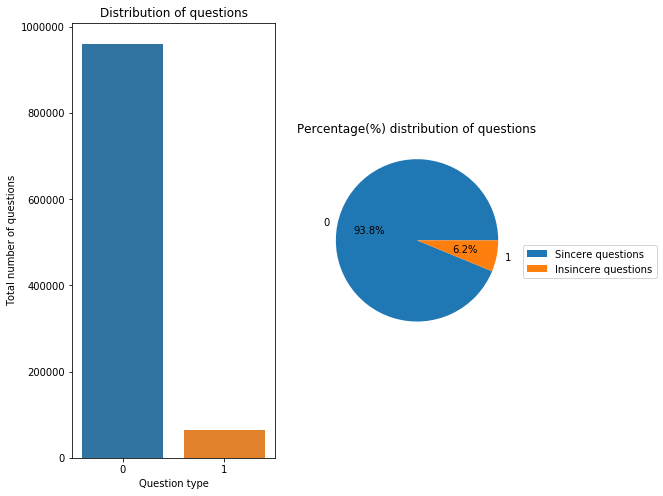 Distribution of questions
1000000
800000
600000
400000
200000
0
Total number of questions
0
1
Question type
Percentage(%) distribution of questions
0
93.8%
6.2%
1
Sincere questions
Insincere questions